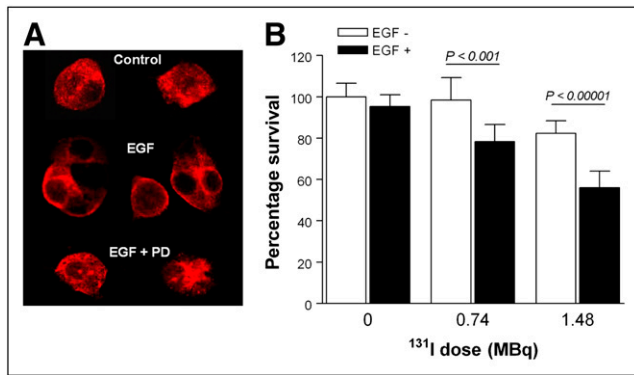 A
Control
EGF
EGF + PD
B
EGF -
EGF +
P < 0.001
P < 0.00001
Percentage survival
120
100
80
60
40
20
0
0
0.74
1.48
¹³¹I dose (MBq)